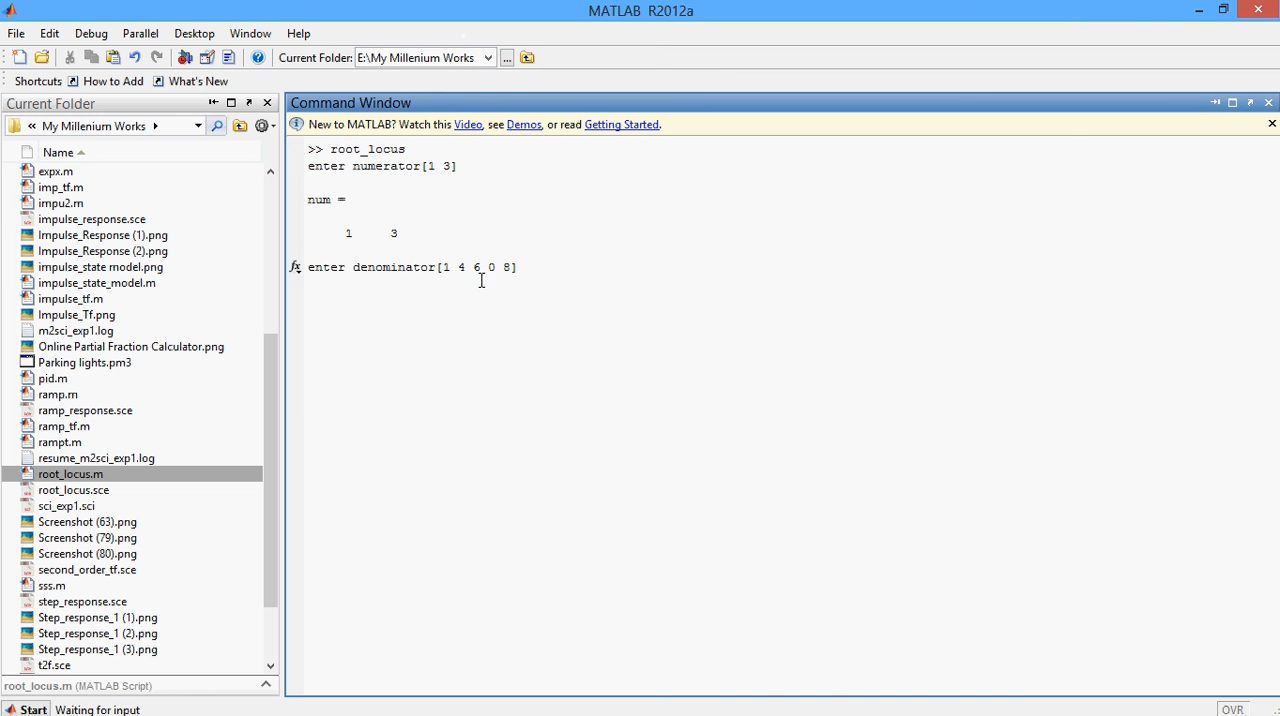 MATLAB R2012a
File Edit Debug Parallel Desktop Window Help
Current Folder: E:\My Millenium Works ...
Shortcuts How to Add What's New
Current Folder
« My Millenium Works
Name
expx.m
imp_tf.m
impu2.m
impulse_response.sce
Impulse_Response (1).png
Impulse_Response (2).png
impulse_state model.png
impulse_state_model.m
impulse_tf.m
Impulse_Tf.png
m2sci_exp1.log
Online Partial Fraction Calculator.png
Parking lights.pm3
pid.m
ramp.m
ramp_response.sce
ramp_tf.m
rampt.m
resume_m2sci_exp1.log
root_locus.m
root_locus.sce
sci_exp1.sci
Screenshot (63).png
Screenshot (79).png
Screenshot (80).png
second_order_tf.sce
sss.m
step_response.sce
Step_response_1 (1).png
Step_response_1 (2).png
Step_response_1 (3).png
t2f.sce
root_locus.m (MATLAB Script)
Command Window
New to MATLAB? Watch this Video, see Demos, or read Getting Started.
>> root_locus
enter numerator[1 3]
num =
1 3
fx enter denominator[1 4 6 0 8]
Start Waiting for input
OVR